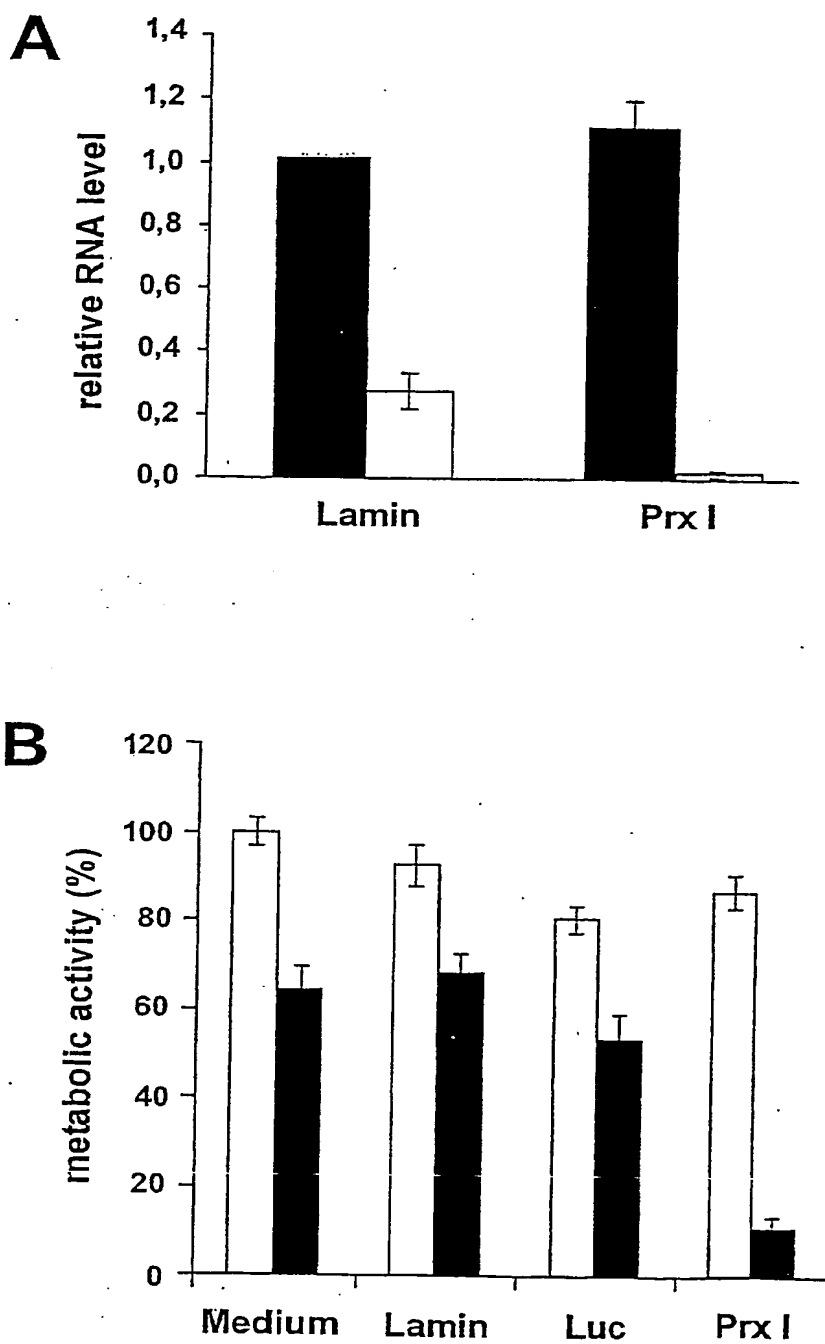 A
relative RNA level
1,4
1,2
1,0
0,8
0,6
0,4
0,2
0,0
Lamin Prx I
B
metabolic activity (%)
120
100
80
60
40
20
0
Medium Lamin Luc Prx I